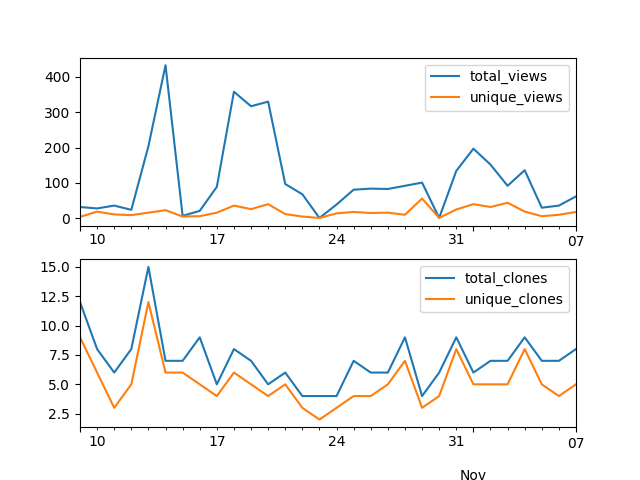 total_views
unique_views
400
300
200
100
0
10 17 24 31 07
total_clones
unique_clones
15.0
12.5
10.0
7.5
5.0
2.5
10 17 24 31 07
Nov